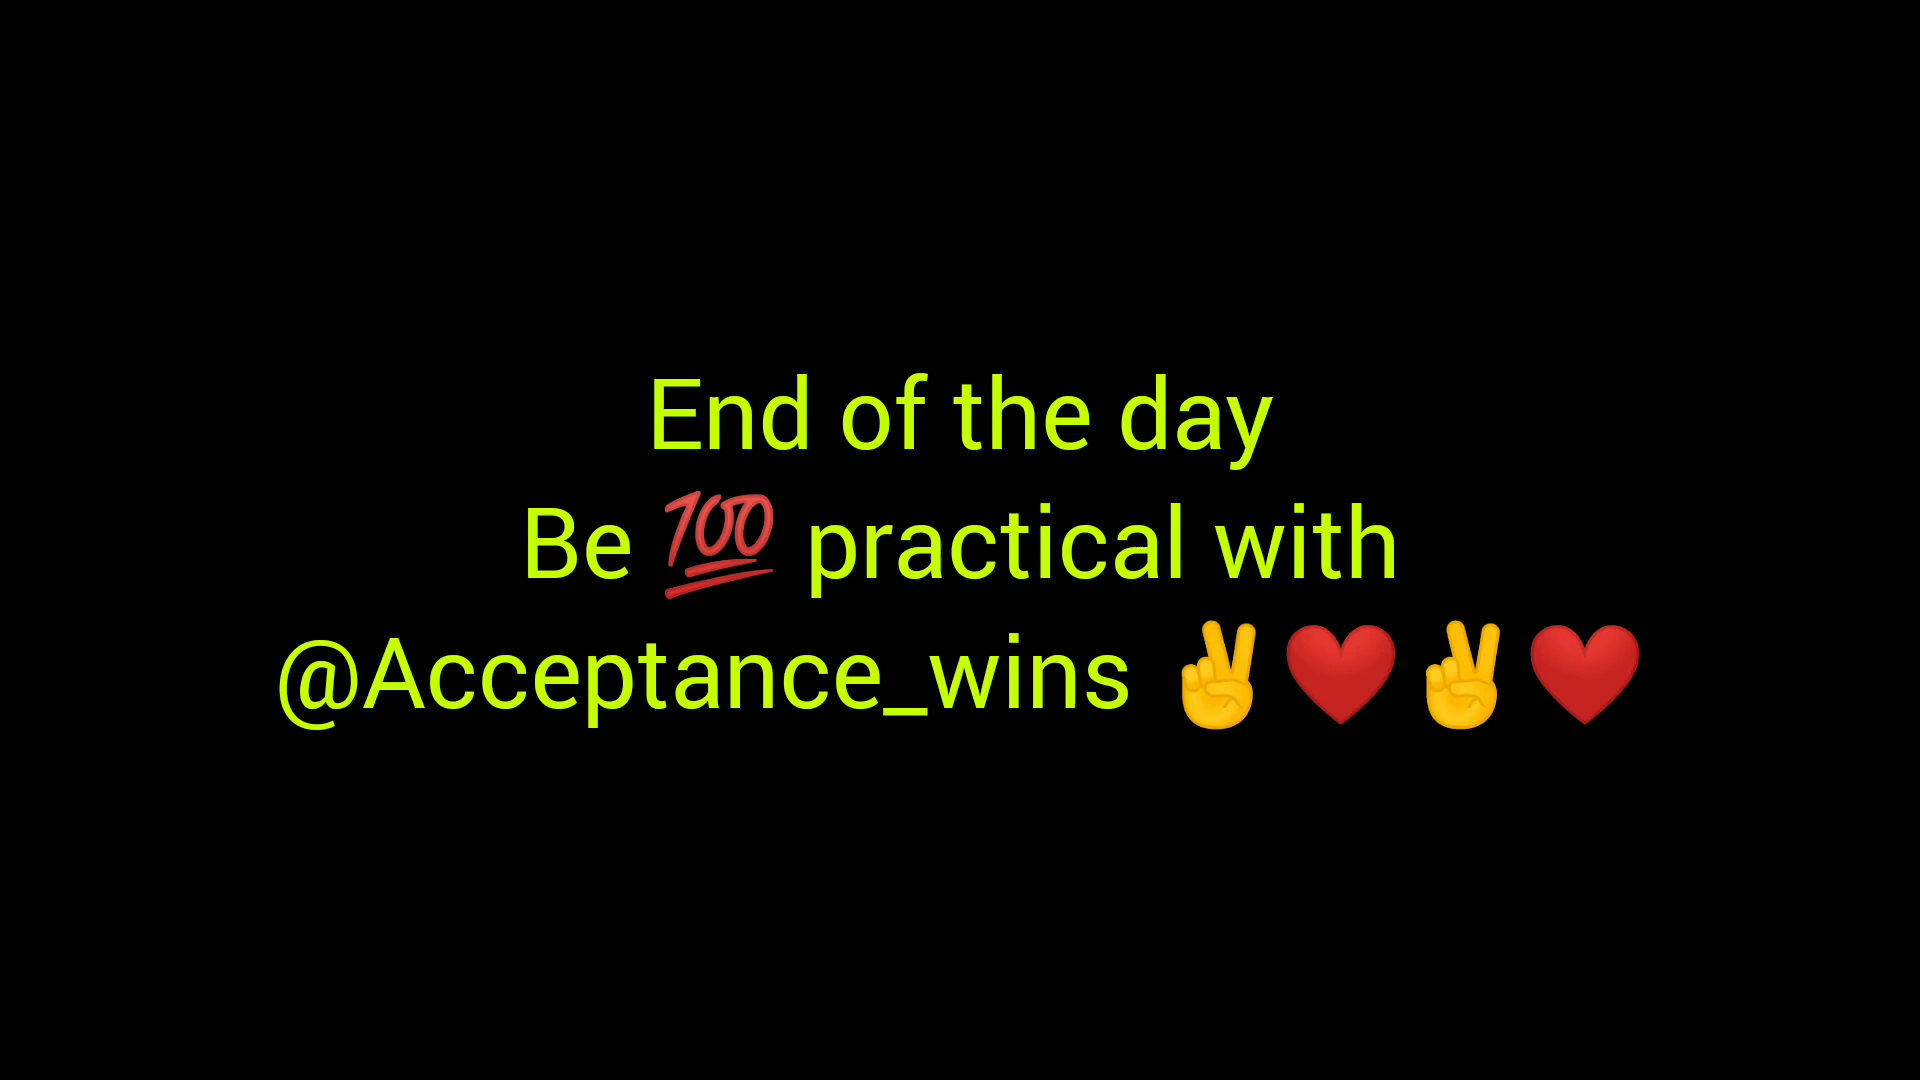 End of the day
Be 💯 practical with
@Acceptance_wins ✌️❤️✌️❤️